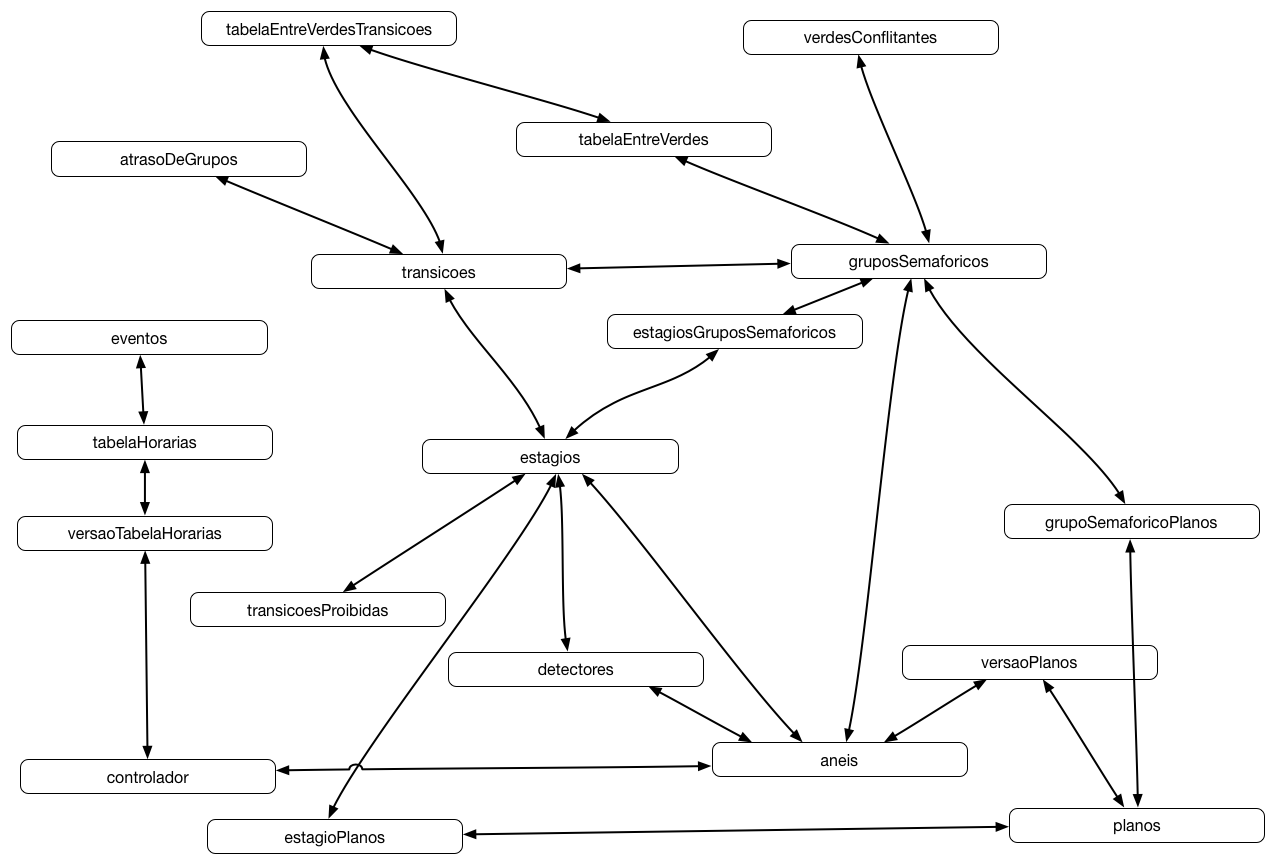 tabelaEntreVerdesTransicoes
verdesConflitantes
tabelaEntreVerdes
atrasoDeGrupos
transicoes
gruposSemaforicos
estagiosGruposSemaforicos
eventos
tabelaHorarias
estagios
versaoTabelaHorarias
grupoSemaforicoPlanos
transicoesProibidas
detectores
versaoPlanos
controlador
aneis
estagioPlanos
planos